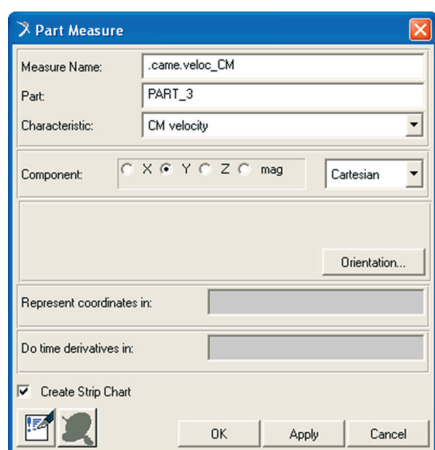 Part Measure
Measure Name: .came.veloc_CM
Part: PART_3
Characteristic: CM velocity
Component: X Y Z mag Cartesian
Orientation...
Represent coordinates in:
Do time derivatives in:
Create Strip Chart
OK Apply Cancel